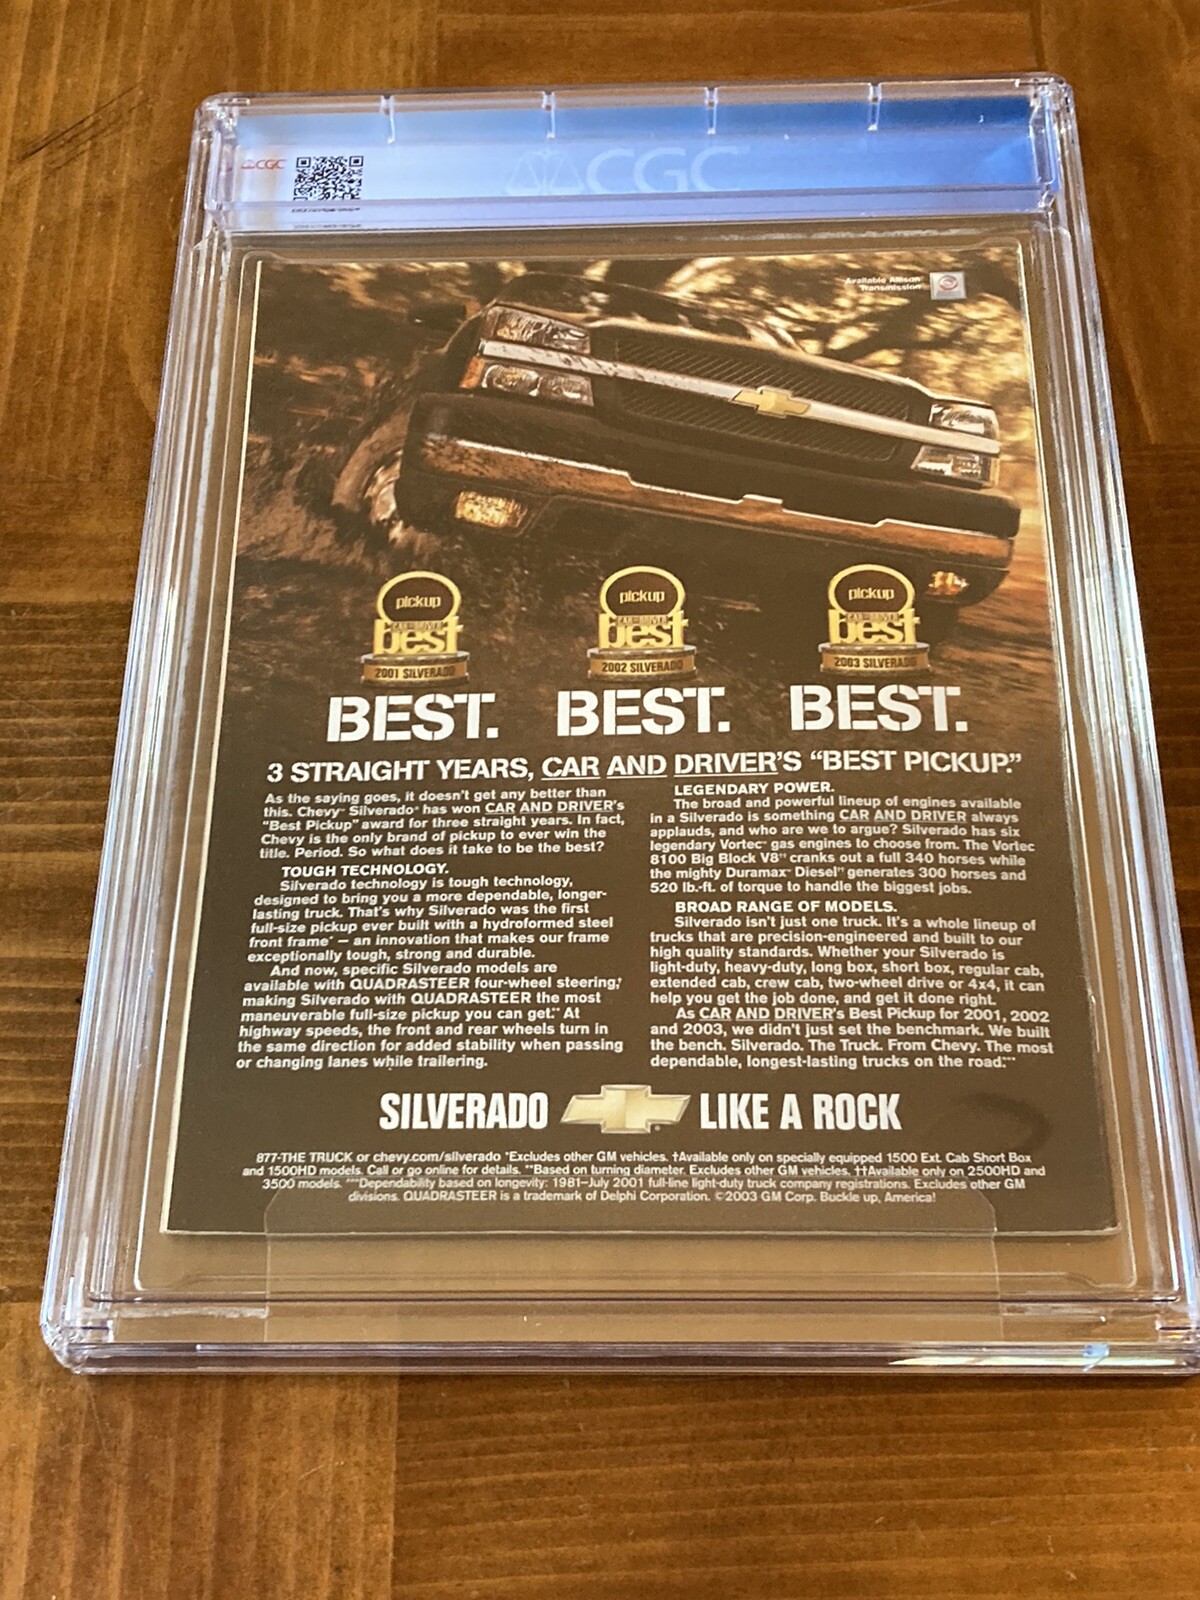 CGC
CGC
Available Allison
Transmission
pickup
CAR AND DRIVER
best
2001 SILVERADO
pickup
CAR AND DRIVER
best
2002 SILVERADO
pickup
CAR AND DRIVER
best
2003 SILVERADO
BEST. BEST. BEST.
3 STRAIGHT YEARS, CAR AND DRIVER'S “BEST PICKUP.”
As the saying goes, it doesn't get any better than
this. Chevy™ Silverado® has won CAR AND DRIVER's
"Best Pickup" award for three straight years. In fact,
Chevy is the only brand of pickup to ever win the
title. Period. So what does it take to be the best?
TOUGH TECHNOLOGY.
Silverado technology is tough technology,
designed to bring you a more dependable, longer-
lasting truck. That's why Silverado was the first
full-size pickup ever built with a hydroformed steel
front frame* — an innovation that makes our frame
exceptionally tough, strong and durable.
And now, specific Silverado models are
available with QUADRASTEER four-wheel steering,†
making Silverado with QUADRASTEER the most
maneuverable full-size pickup you can get.** At
highway speeds, the front and rear wheels turn in
the same direction for added stability when passing
or changing lanes while trailering.
LEGENDARY POWER.
The broad and powerful lineup of engines available
in a Silverado is something CAR AND DRIVER always
applauds, and who are we to argue? Silverado has six
legendary Vortec™ gas engines to choose from. The Vortec
8100 Big Block V8†† cranks out a full 340 horses while
the mighty Duramax™ Diesel†† generates 300 horses and
520 lb.-ft. of torque to handle the biggest jobs.
BROAD RANGE OF MODELS.
Silverado isn't just one truck. It's a whole lineup of
trucks that are precision-engineered and built to our
high quality standards. Whether your Silverado is
light-duty, heavy-duty, long box, short box, regular cab,
extended cab, crew cab, two-wheel drive or 4x4, it can
help you get the job done, and get it done right.
As CAR AND DRIVER's Best Pickup for 2001, 2002
and 2003, we didn't just set the benchmark. We built
the bench. Silverado. The Truck. From Chevy. The most
dependable, longest-lasting trucks on the road.***
SILVERADO LIKE A ROCK
877-THE TRUCK or chevy.com/silverado *Excludes other GM vehicles. †Available only on specially equipped 1500 Ext. Cab Short Box
and 1500HD models. Call or go online for details. **Based on turning diameter. Excludes other GM vehicles. ††Available only on 2500HD and
3500 models. ***Dependability based on longevity: 1981–July 2001 full-line light-duty truck company registrations. Excludes other GM
divisions. QUADRASTEER is a trademark of Delphi Corporation. ©2003 GM Corp. Buckle up, America!